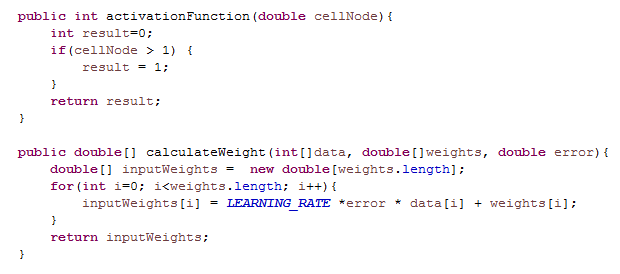 public int activationFunction(double cellNode){
    int result=0;
    if(cellNode > 1) {
        result = 1;
    }
    return result;
}
public double[] calculateWeight(int[]data, double[]weights, double error){
    double[] inputWeights =  new double[weights.length];
    for(int i=0; i<weights.length; i++){
        inputWeights[i] = LEARNING_RATE *error * data[i] + weights[i];
    }
    return inputWeights;
}